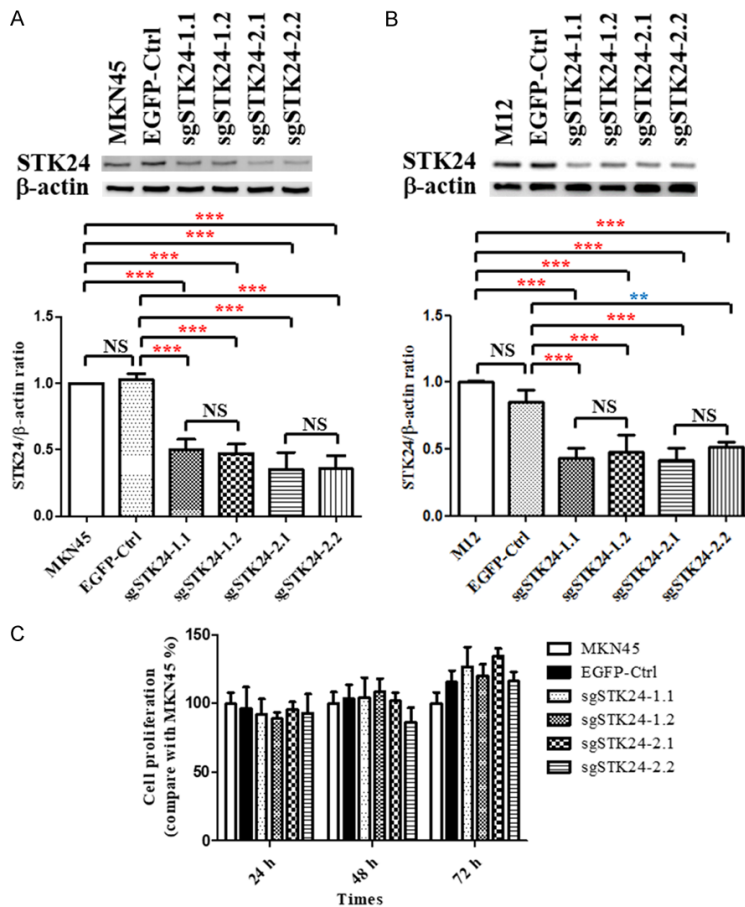 A
MKN45
EGFP-Ctrl
sgSTK24-1.1
sgSTK24-1.2
sgSTK24-2.1
sgSTK24-2.2
STK24
β-actin
***
***
***
***
***
***
***
NS
***
NS
NS
STK24/β-actin ratio
1.5
1.0
0.5
0.0
MKN45
EGFP-Ctrl
sgSTK24-1.1
sgSTK24-1.2
sgSTK24-2.1
sgSTK24-2.2
B
M12
EGFP-Ctrl
sgSTK24-1.1
sgSTK24-1.2
sgSTK24-2.1
sgSTK24-2.2
STK24
β-actin
***
***
***
***
**
***
***
NS
***
NS
NS
STK24/β-actin ratio
1.5
1.0
0.5
0.0
M12
EGFP-Ctrl
sgSTK24-1.1
sgSTK24-1.2
sgSTK24-2.1
sgSTK24-2.2
C
Cell proliferation
(compare with MKN45 %)
150
100
50
0
24 h
48 h
72 h
Times
MKN45
EGFP-Ctrl
sgSTK24-1.1
sgSTK24-1.2
sgSTK24-2.1
sgSTK24-2.2